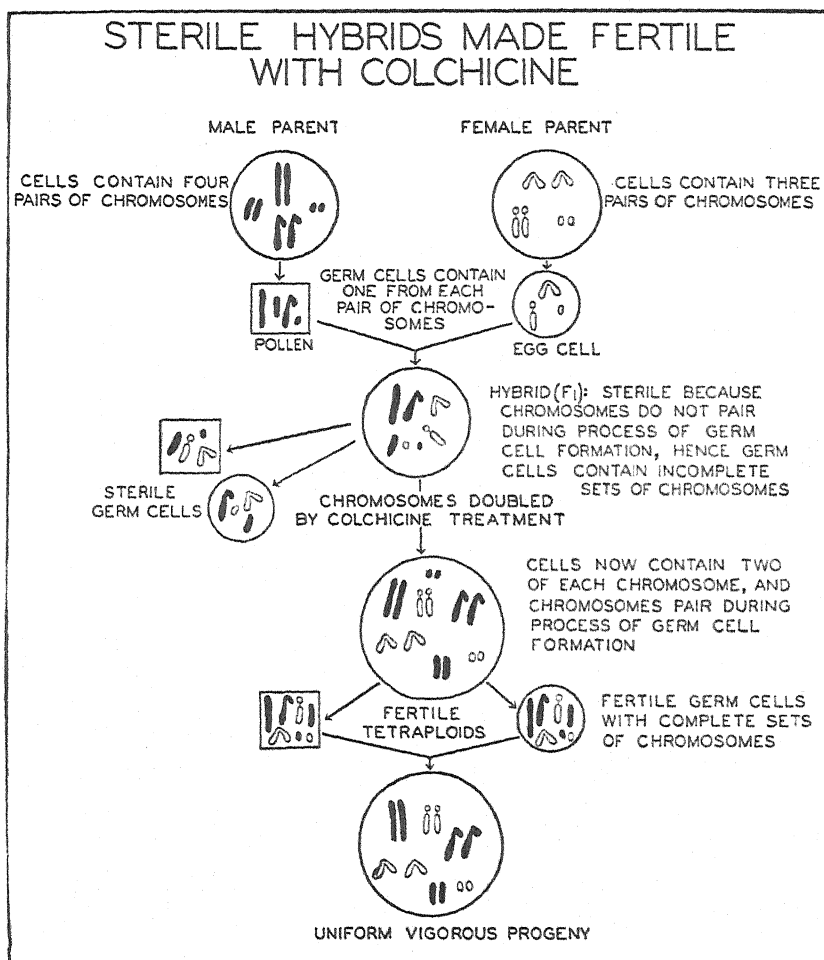 STERILE HYBRIDS MADE FERTILE
WITH COLCHICINE
MALE PARENT
FEMALE PARENT
CELLS CONTAIN FOUR
PAIRS OF CHROMOSOMES
CELLS CONTAIN THREE
PAIRS OF CHROMOSOMES
GERM CELLS CONTAIN
ONE FROM EACH
PAIR OF CHROMO-
SOMES
POLLEN
EGG CELL
HYBRID (F1): STERILE BECAUSE
CHROMOSOMES DO NOT PAIR
DURING PROCESS OF GERM
CELL FORMATION, HENCE GERM
CELLS CONTAIN INCOMPLETE
SETS OF CHROMOSOMES
STERILE
GERM CELLS
CHROMOSOMES DOUBLED
BY COLCHICINE TREATMENT
CELLS NOW CONTAIN TWO
OF EACH CHROMOSOME, AND
CHROMOSOMES PAIR DURING
PROCESS OF GERM CELL
FORMATION
FERTILE
TETRAPLOIDS
FERTILE GERM CELLS
WITH COMPLETE SETS
OF CHROMOSOMES
UNIFORM VIGOROUS PROGENY